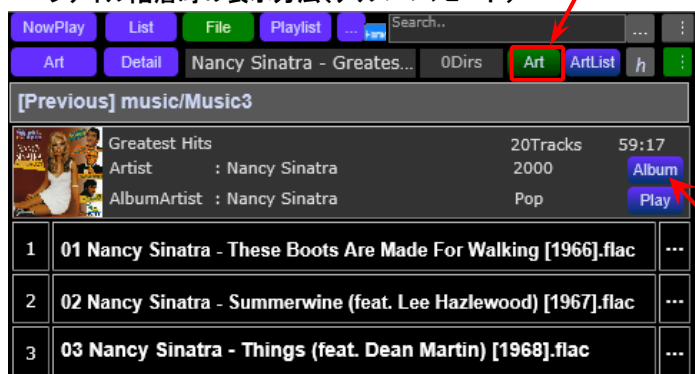 NowPlay List File Playlist ... Search.. ... ⋮
Art Detail Nancy Sinatra - Greates... 0Dirs Art ArtList h ⋮
[Previous] music/Music3
Greatest Hits 20Tracks 59:17
Artist : Nancy Sinatra 2000 Album
AlbumArtist : Nancy Sinatra Pop Play
1 01 Nancy Sinatra - These Boots Are Made For Walking [1966].flac ...
2 02 Nancy Sinatra - Summerwine (feat. Lee Hazlewood) [1967].flac ...
3 03 Nancy Sinatra - Things (feat. Dean Martin) [1968].flac ...